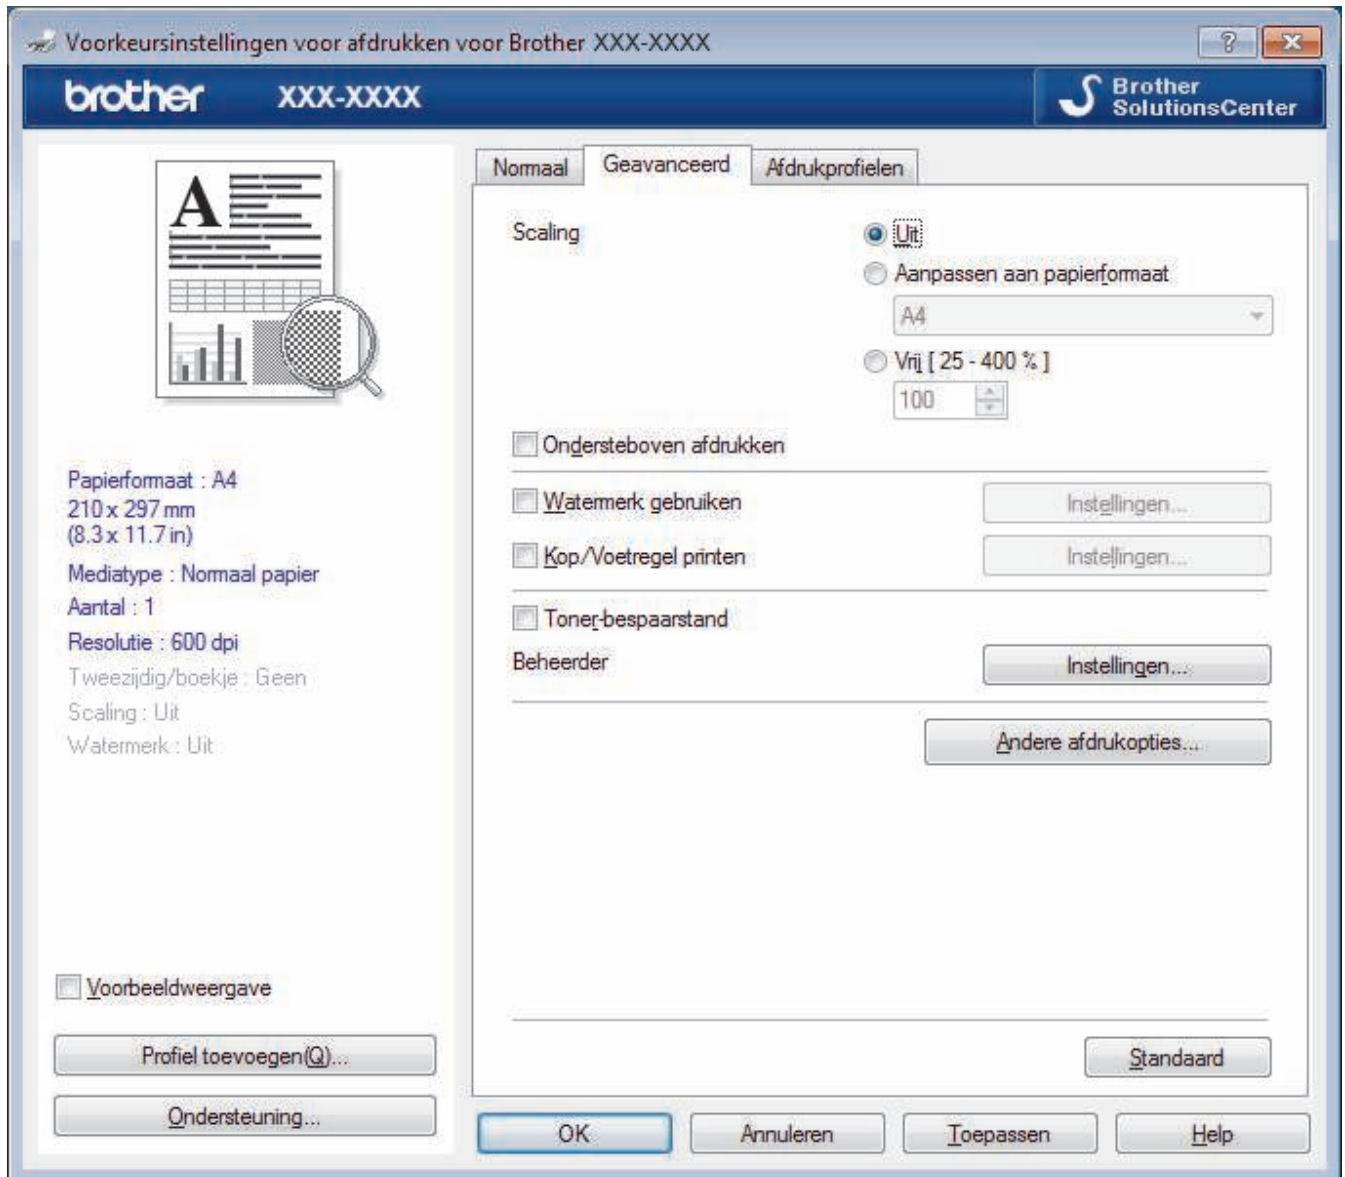 Voorkeursinstellingen voor afdrukken voor Brother XXX-XXXX
brother XXX-XXXX
Brother
SolutionsCenter
A
Papierformaat : A4
210 x 297 mm
(8.3 x 11.7 in)
Mediatype : Normaal papier
Aantal : 1
Resolutie : 600 dpi
Tweezijdig/boekje : Geen
Scaling : Uit
Watermerk : Uit
Voorbeeldweergave
Profiel toevoegen(Q)...
Ondersteuning...
Normaal
Geavanceerd
Afdrukprofielen
Scaling
Uit
Aanpassen aan papierformaat
A4
Vrij [ 25 - 400 % ]
100
Ondersteboven afdrukken
Watermerk gebruiken
Instellingen...
Kop-/Voetregel printen
Instellingen...
Toner-bespaarstand
Beheerder
Instellingen...
Andere afdrukopties...
Standaard
OK
Annuleren
Toepassen
Help